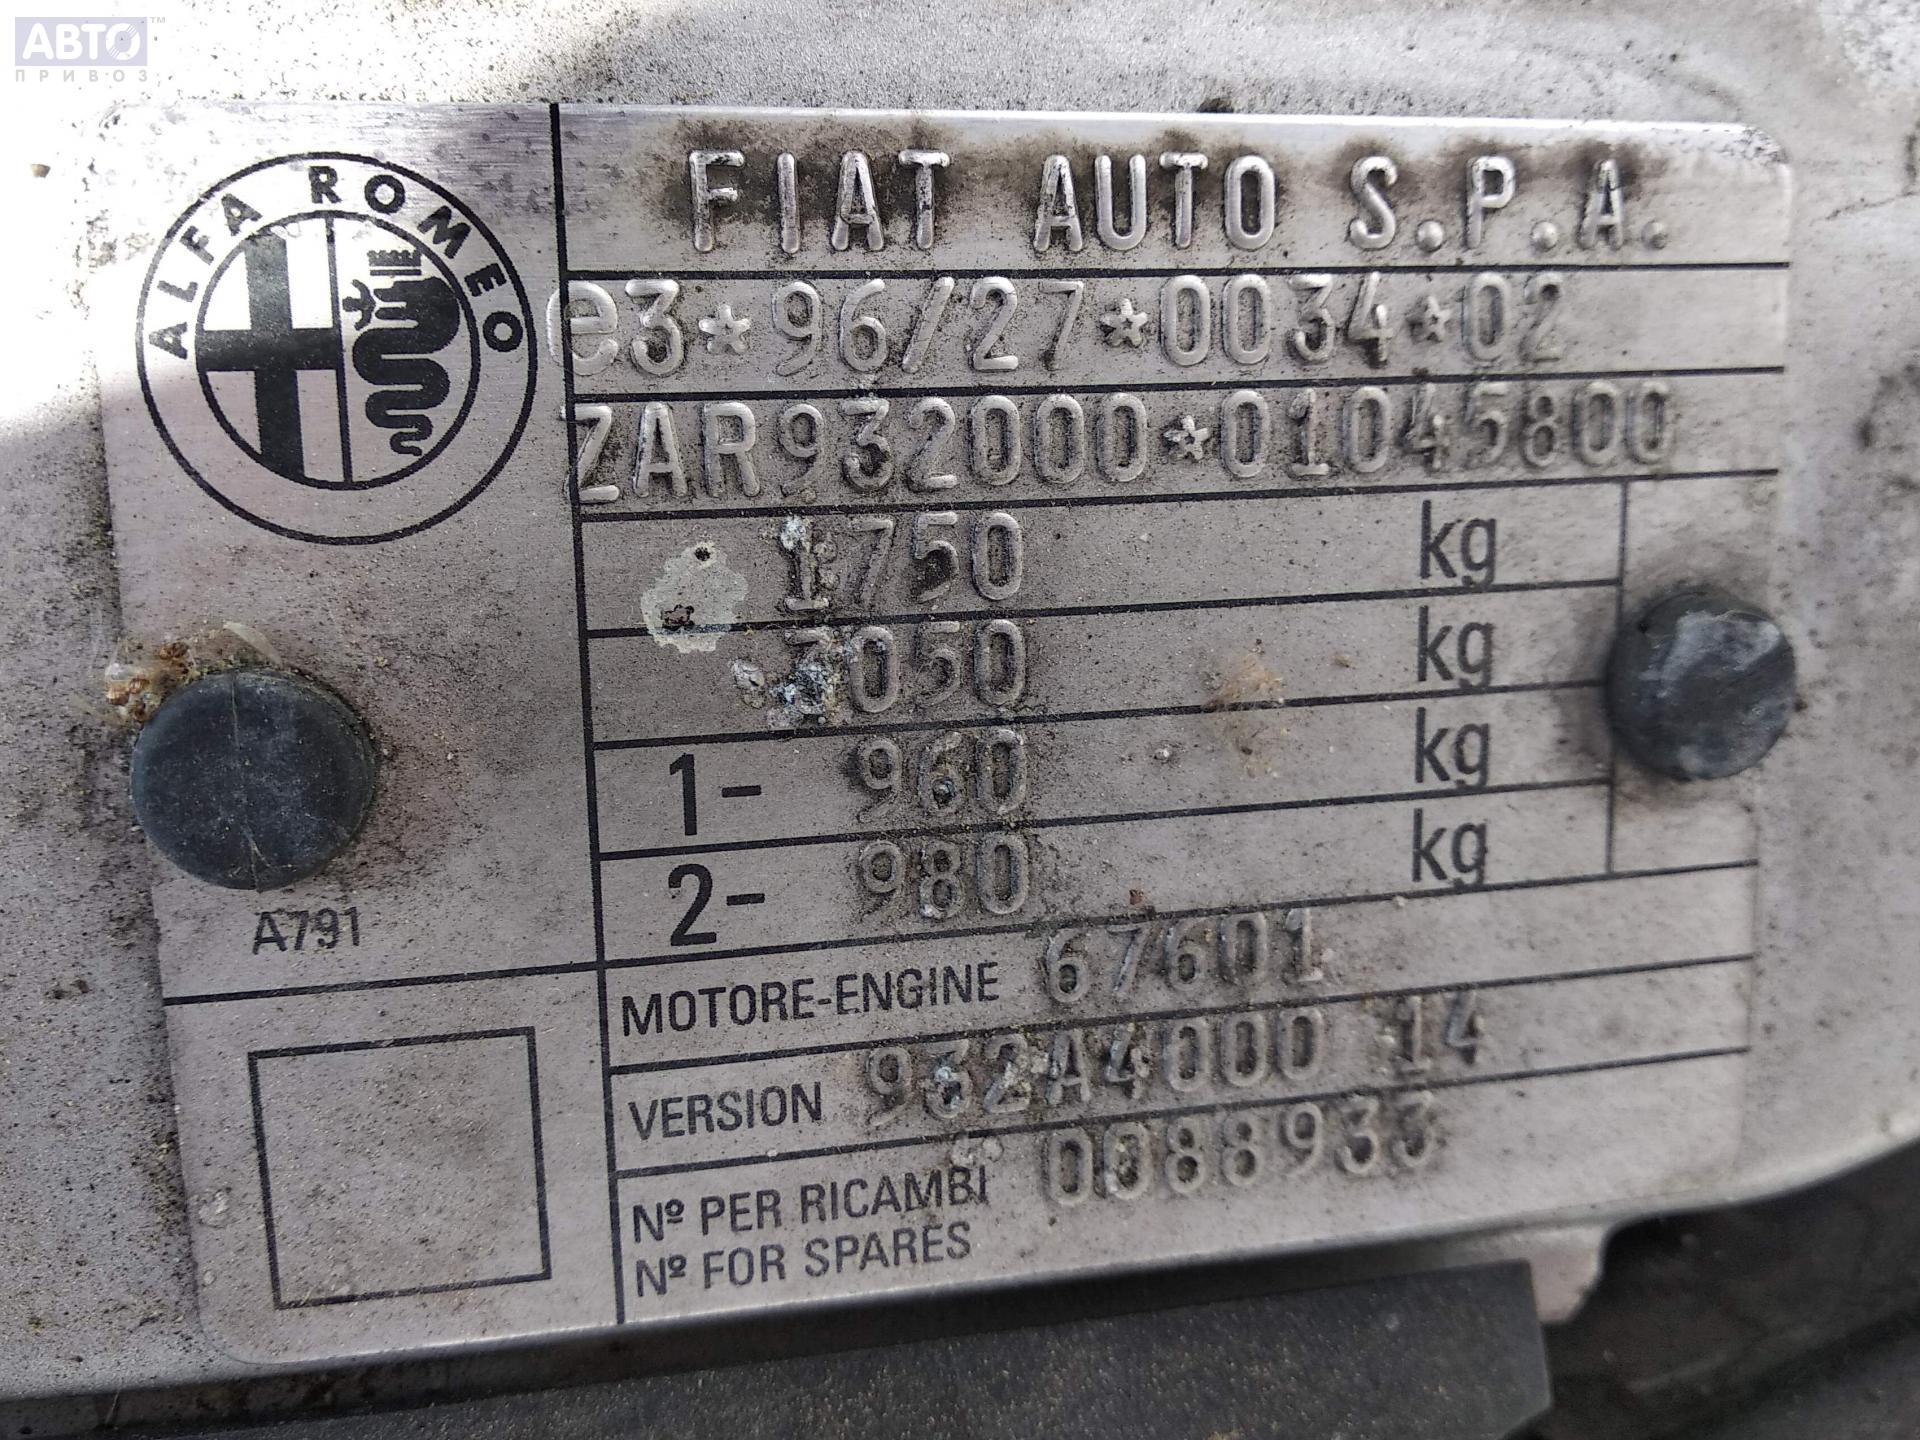 АВТО™
ПРИВОЗ
ALFA ROMEO
FIAT AUTO S.P.A.
e3*96/27*0034*02
ZAR932000*01045800
1750 kg
3050 kg
1- 960 kg
2- 980 kg
A791
MOTORE-ENGINE 67601
VERSION 932A4000 14
Nº PER RICAMBI 0088933
Nº FOR SPARES